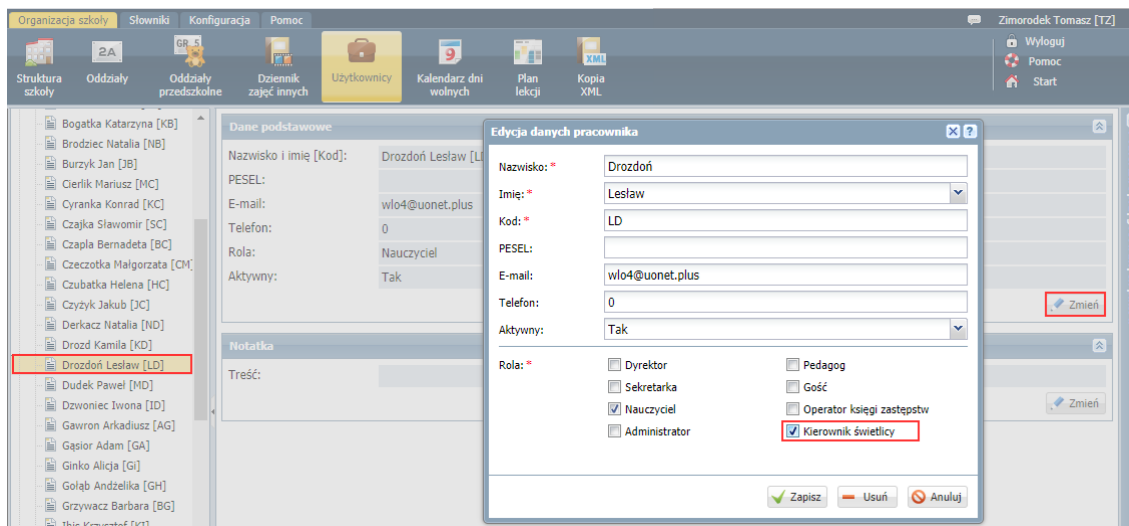 Organizacja szkoły Słowniki Konfiguracja Pomoc Zimorodek Tomasz [TZ]
Wyloguj
Pomoc
Start
2A
GR_5
9
XML
Struktura szkoły
Oddziały
Oddziały przedszkolne
Dziennik zajęć innych
Użytkownicy
Kalendarz dni wolnych
Plan lekcji
Kopia XML
Bogatka Katarzyna [KB]
Brodziec Natalia [NB]
Burzyk Jan [JB]
Cierlik Mariusz [MC]
Cyranka Konrad [KC]
Czajka Sławomir [SC]
Czapla Bernadeta [BC]
Czeczotka Małgorzata [CM]
Czubatka Helena [HC]
Czyżyk Jakub [JC]
Derkacz Natalia [ND]
Drozd Kamila [KD]
Drozdoń Lesław [LD]
Dudek Paweł [MD]
Dzwoniec Iwona [ID]
Gawron Arkadiusz [AG]
Gąsior Adam [GA]
Ginko Alicja [Gi]
Gołąb Andżelika [GH]
Grzywacz Barbara [BG]
Dane podstawowe
Nazwisko i imię [Kod]: Drozdoń Lesław [LD
PESEL:
E-mail: wlo4@uonet.plus
Telefon: 0
Rola: Nauczyciel
Aktywny: Tak
Zmień
Notatka
Treść:
Zmień
Edycja danych pracownika
Nazwisko: * Drozdoń
Imię: * Lesław
Kod: * LD
PESEL:
E-mail: wlo4@uonet.plus
Telefon: 0
Aktywny: Tak
Rola: * Dyrektor Pedagog
Sekretarka Gość
Nauczyciel Operator księgi zastępstw
Administrator Kierownik świetlicy
Zapisz Usuń Anuluj